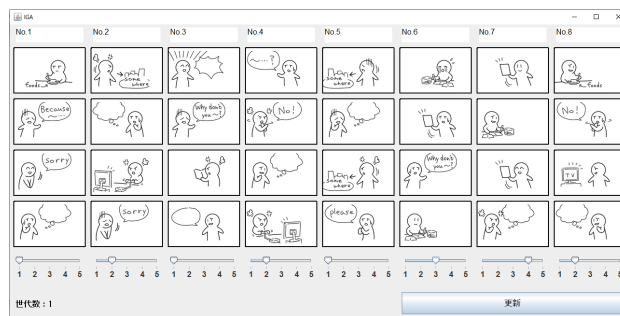 IGA
No.1 No.2 No.3 No.4 No.5 No.6 No.7 No.8
foods
some where
~...?
some where
foods
Because ~....
Why don't you ~?
No!
No!
Sorry
some where
Why don't you ~?
TV
Sorry
please
1 2 3 4 5 1 2 3 4 5 1 2 3 4 5 1 2 3 4 5 1 2 3 4 5 1 2 3 4 5 1 2 3 4 5 1 2 3 4 5
世代数：1
更新